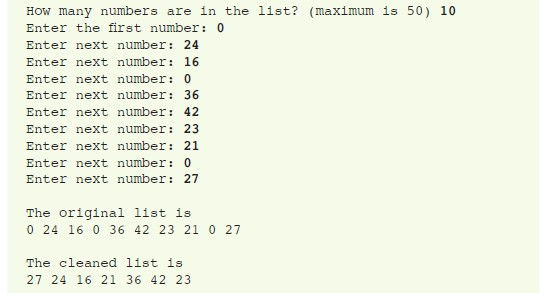 How many numbers are in the list? (maximum is 50) 10
Enter the first number: 0
Enter next number: 24
Enter next number: 16
Enter next number: 0
Enter next number: 36
Enter next number: 42
Enter next number: 23
Enter next number: 21
Enter next number: 0
Enter next number: 27
The original list is
0 24 16 0 36 42 23 21 0 27
The cleaned list is
27 24 16 21 36 42 23